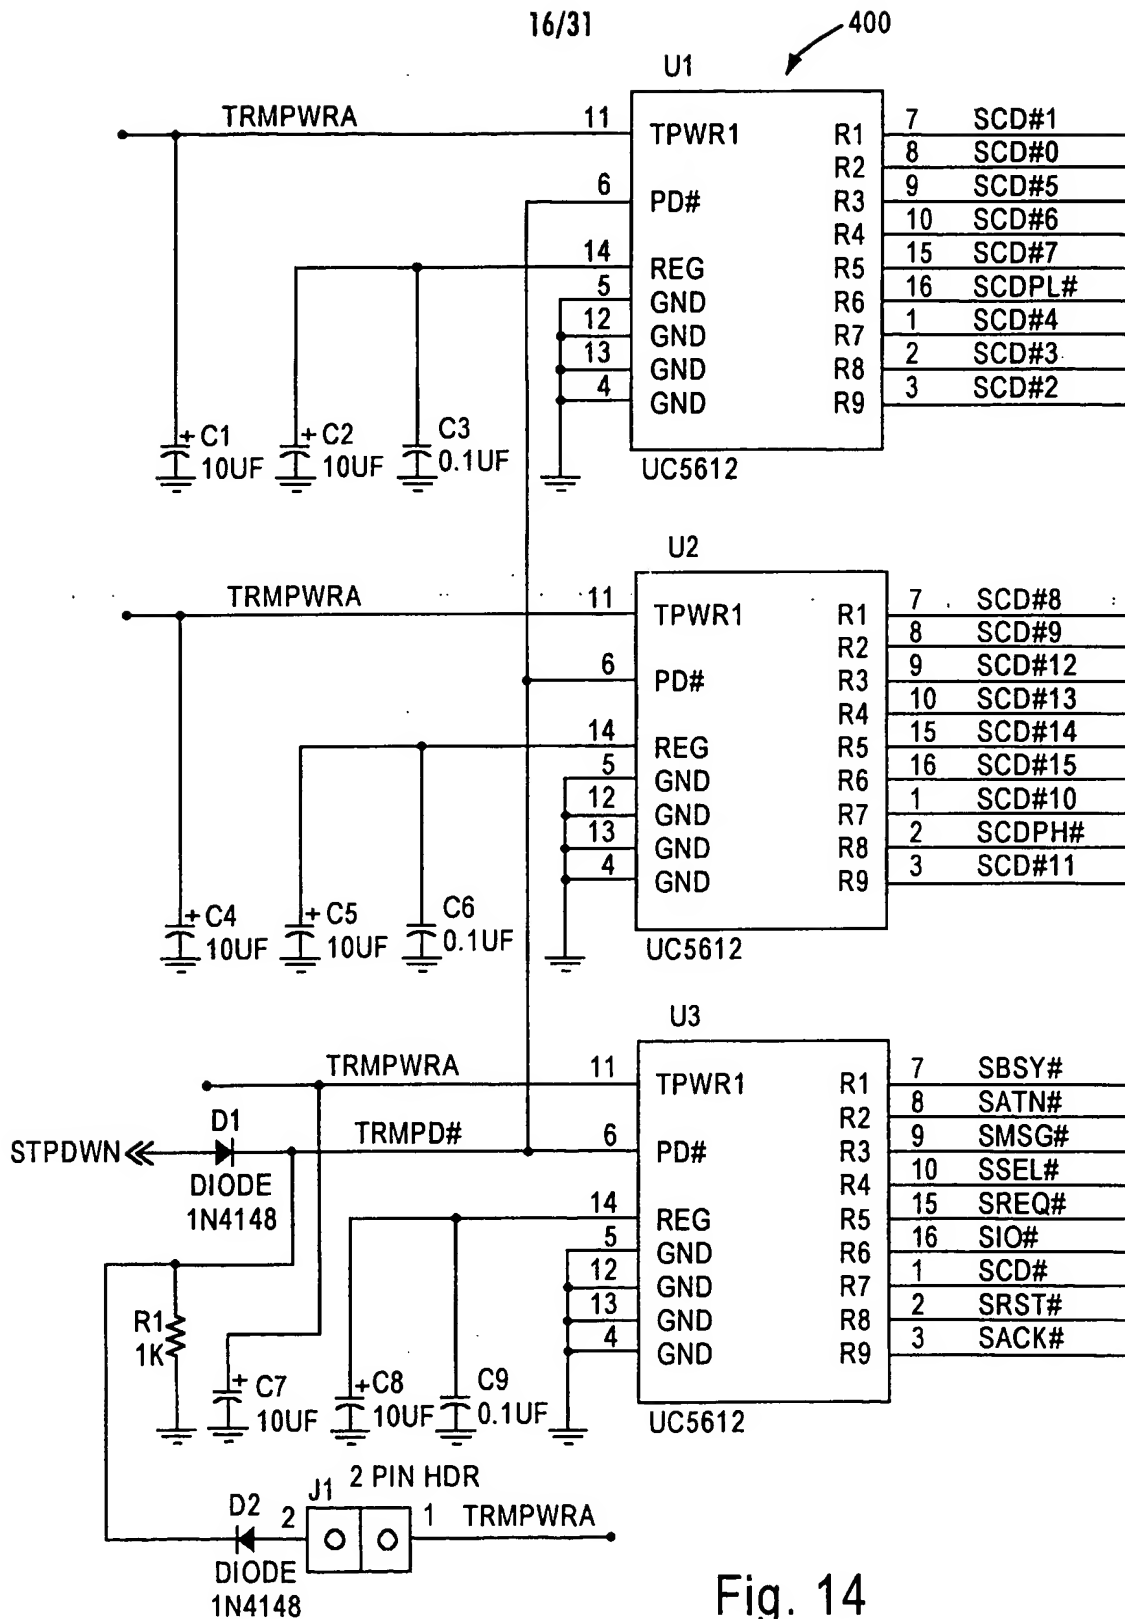 16/31
400
U1
TRMPWRA
11 TPWR1 R1 7 SCD#1
R2 8 SCD#0
6 PD# R3 9 SCD#5
R4 10 SCD#6
14 REG R5 15 SCD#7
5 GND R6 16 SCDPL#
12 GND R7 1 SCD#4
13 GND R8 2 SCD#3
4 GND R9 3 SCD#2
+ C1 10UF
+ C2 10UF
C3 0.1UF
UC5612
U2
TRMPWRA
11 TPWR1 R1 7 SCD#8
R2 8 SCD#9
6 PD# R3 9 SCD#12
R4 10 SCD#13
14 REG R5 15 SCD#14
5 GND R6 16 SCD#15
12 GND R7 1 SCD#10
13 GND R8 2 SCDPH#
4 GND R9 3 SCD#11
+ C4 10UF
+ C5 10UF
C6 0.1UF
UC5612
U3
TRMPWRA
11 TPWR1 R1 7 SBSY#
R2 8 SATN#
STPDWN
D1
DIODE
1N4148
TRMPD#
6 PD# R3 9 SMSG#
R4 10 SSEL#
14 REG R5 15 SREQ#
5 GND R6 16 SIO#
12 GND R7 1 SCD#
13 GND R8 2 SRST#
4 GND R9 3 SACK#
R1
1K
+ C7 10UF
+ C8 10UF
C9 0.1UF
UC5612
2 PIN HDR
J1
D2
2
1
TRMPWRA
DIODE
1N4148
Fig. 14